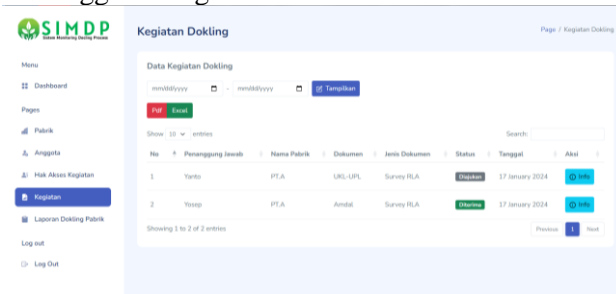 SIMDP
Sistem Monitoring Docling Process
Kegiatan Dokling
Page / Kegiatan Dokling
Menu
Dashboard
Pages
Pabrik
Anggota
Hak Akses Kegiatan
Kegiatan
Laporan Dokling Pabrik
Log out
Log Out
Data Kegiatan Dokling
mm/dd/yyyy - mm/dd/yyyy Tampilkan
Pdf Excel
Show 10 entries
Search:
No Penanggung Jawab Nama Pabrik Dokumen Jenis Dokumen Status Tanggal Aksi
1 Yanto PT.A UKL-UPL Survey RLA Diajukan 17 January 2024 Info
2 Yosep PT.A Amdal Survey RLA Diterima 17 January 2024 Info
Showing 1 to 2 of 2 entries
Previous 1 Next